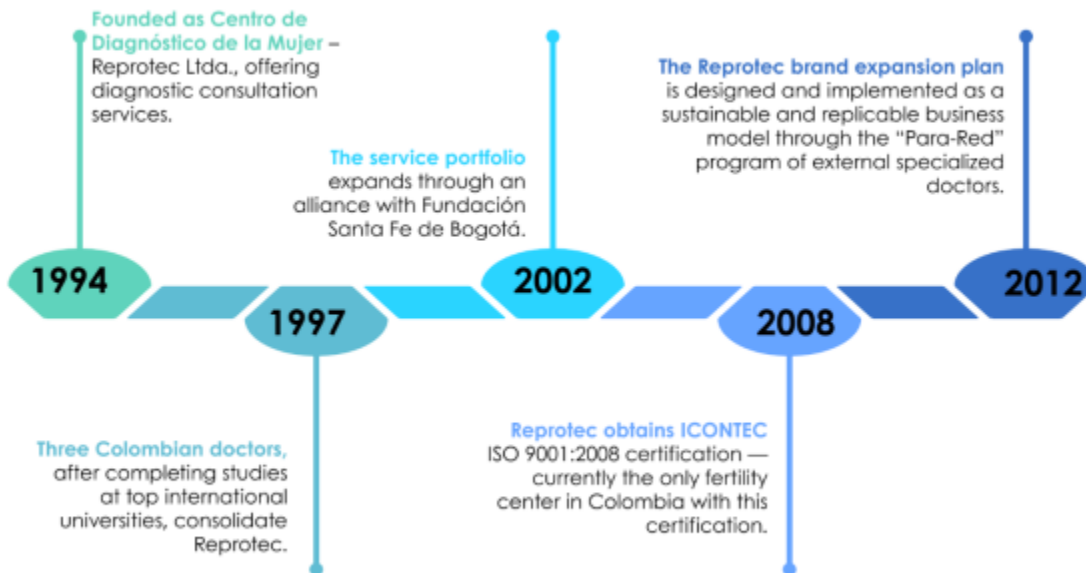 Founded as Centro de
Diagnóstico de la Mujer –
Reprotec Ltda., offering
diagnostic consultation
services.
The service portfolio
expands through an
alliance with Fundación
Santa Fe de Bogotá.
The Reprotec brand expansion plan
is designed and implemented as a
sustainable and replicable business
model through the “Para-Red”
program of external specialized
doctors.
1994
1997
2002
2008
2012
Three Colombian doctors,
after completing studies
at top international
universities, consolidate
Reprotec.
Reprotec obtains ICONTEC
ISO 9001:2008 certification —
currently the only fertility
center in Colombia with this
certification.